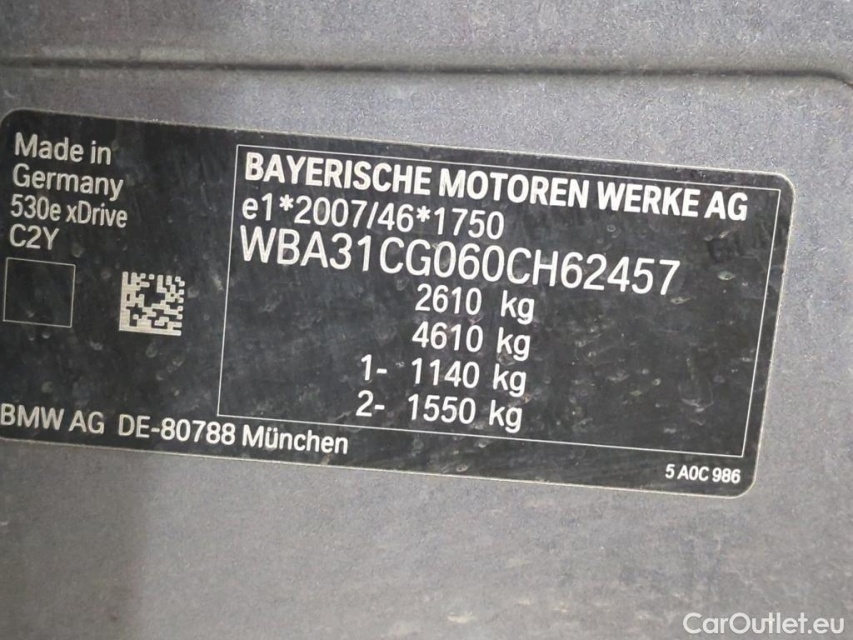 Made in
Germany
530e xDrive
C2Y
BAYERISCHE MOTOREN WERKE AG
e1*2007/46*1750
WBA31CG060CH62457
2610 kg
4610 kg
1- 1140 kg
2- 1550 kg
BMW AG DE-80788 München
5 A0C 986
CarOutlet.eu